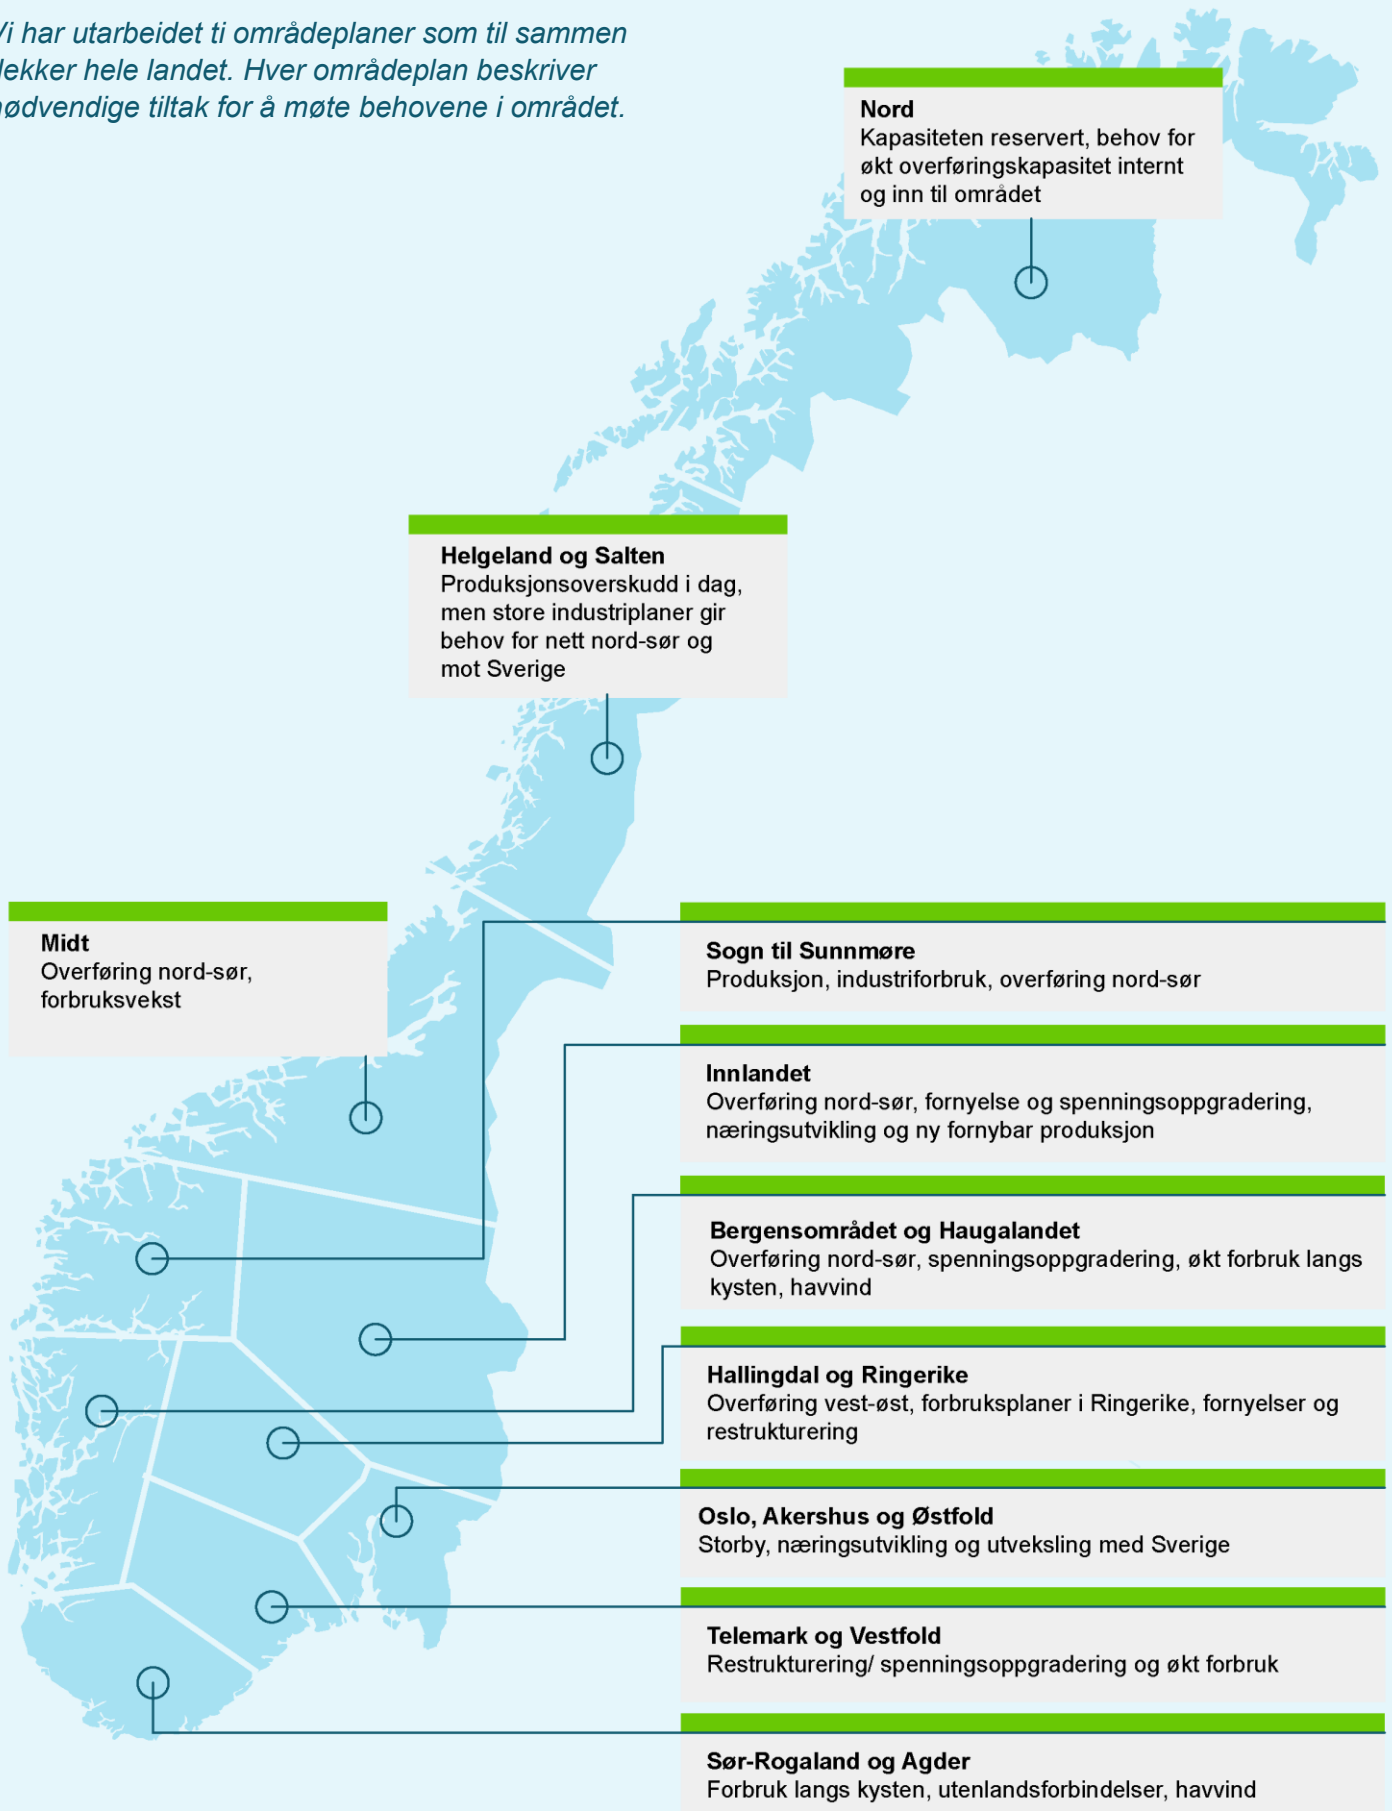 i har utarbeidet ti områdeplaner som til sammen
ekker hele landet. Hver områdeplan beskriver
ødvendige tiltak for å møte behovene i området.
Nord
Kapasiteten reservert, behov for
økt overføringskapasitet internt
og inn til området
Helgeland og Salten
Produksjonsoverskudd i dag,
men store industriplaner gir
behov for nett nord-sør og
mot Sverige
Midt
Overføring nord-sør,
forbruksvekst
Sogn til Sunnmøre
Produksjon, industriforbruk, overføring nord-sør
Innlandet
Overføring nord-sør, fornyelse og spenningsoppgradering,
næringsutvikling og ny fornybar produksjon
Bergensområdet og Haugalandet
Overføring nord-sør, spenningsoppgradering, økt forbruk langs
kysten, havvind
Hallingdal og Ringerike
Overføring vest-øst, forbruksplaner i Ringerike, fornyelser og
restrukturering
Oslo, Akershus og Østfold
Storby, næringsutvikling og utveksling med Sverige
Telemark og Vestfold
Restrukturering/ spenningsoppgradering og økt forbruk
Sør-Rogaland og Agder
Forbruk langs kysten, utenlandsforbindelser, havvind